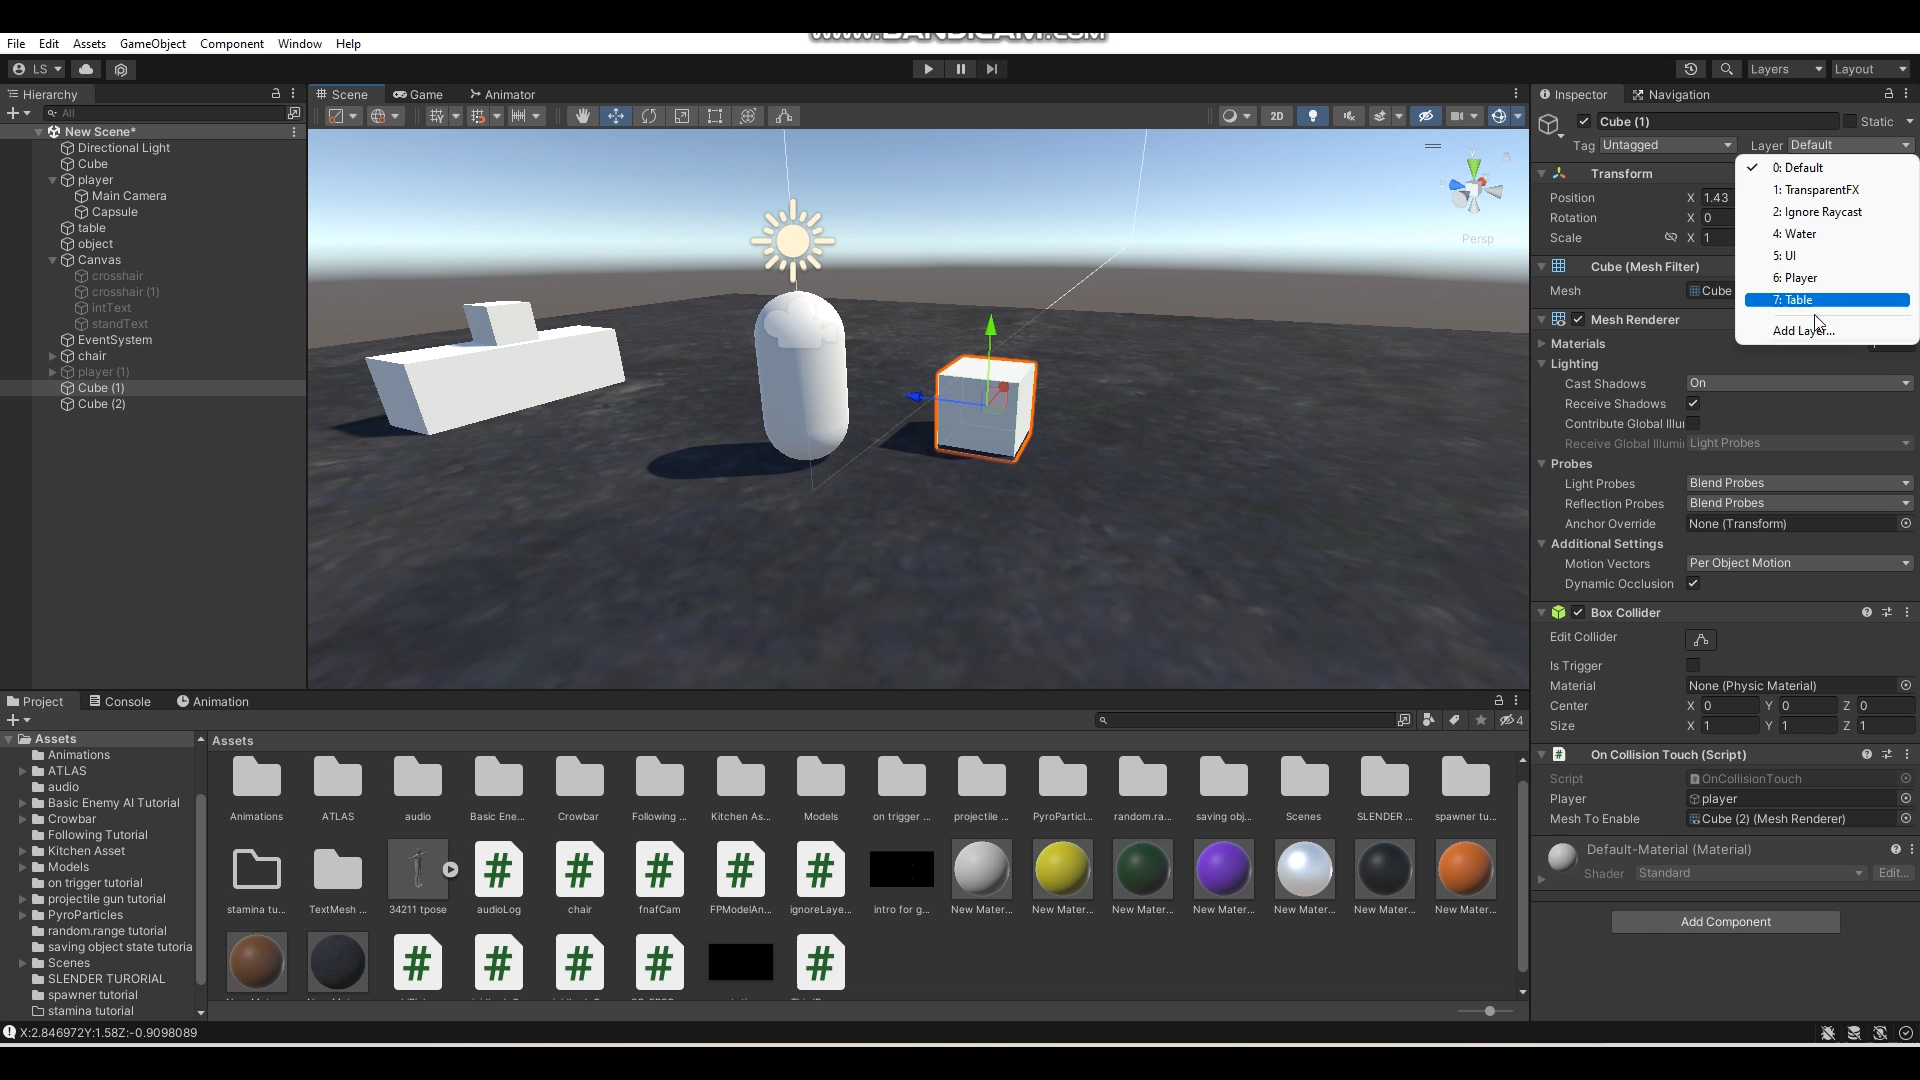 www.BANDICAM.com
File Edit Assets GameObject Component Window Help
LS Layers Layout
Hierarchy Scene Game Animator Inspector Navigation
All 2D
Cube (1) Static
Tag Untagged Layer Default
New Scene*
Directional Light
Cube
player
Main Camera
Capsule
table
object
Canvas
crosshair
crosshair (1)
intText
standText
EventSystem
chair
player (1)
Cube (1)
Cube (2)
Persp
0: Default
1: TransparentFX
2: Ignore Raycast
4: Water
5: UI
6: Player
7: Table
Add Layer...
Transform
Position X 1.43
Rotation X 0
Scale X 1
Cube (Mesh Filter)
Mesh Cube
Mesh Renderer
Materials
Lighting
Cast Shadows On
Receive Shadows
Contribute Global Illui
Receive Global Illumin Light Probes
Probes
Light Probes Blend Probes
Reflection Probes Blend Probes
Anchor Override None (Transform)
Additional Settings
Motion Vectors Per Object Motion
Dynamic Occlusion
Box Collider
Edit Collider
Is Trigger
Material None (Physic Material)
Center X 0 Y 0 Z 0
Size X 1 Y 1 Z 1
On Collision Touch (Script)
Script OnCollisionTouch
Player player
Mesh To Enable Cube (2) (Mesh Renderer)
Default-Material (Material)
Shader Standard Edit...
Add Component
Project Console Animation
4
Assets
Animations
ATLAS
audio
Basic Enemy AI Tutorial
Crowbar
Following Tutorial
Kitchen Asset
Models
on trigger tutorial
projectile gun tutorial
PyroParticles
random.range tutorial
saving object state tutoria
Scenes
SLENDER TURORIAL
spawner tutorial
stamina tutorial
Assets
Animations ATLAS audio Basic Ene... Crowbar Following ... Kitchen As... Models on trigger ... projectile ... PyroParticl... random.ra... saving obj... Scenes SLENDER ... spawner tu...
stamina tu... TextMesh ... 34211 tpose audioLog chair fnafCam FPModelAn... ignoreLaye... intro for g... New Mater... New Mater... New Mater... New Mater... New Mater... New Mater... New Mater...
X:2.846972Y:1.58Z:-0.9098089